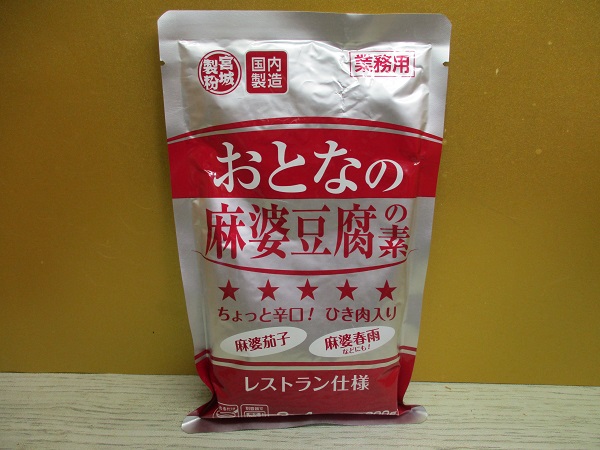 宮城製粉
国内製造
業務用
おとなの
麻婆豆腐の素
★★★★★
ちょっと辛口！ ひき肉入り
麻婆茄子
麻婆春雨
などにも！
レストラン仕様